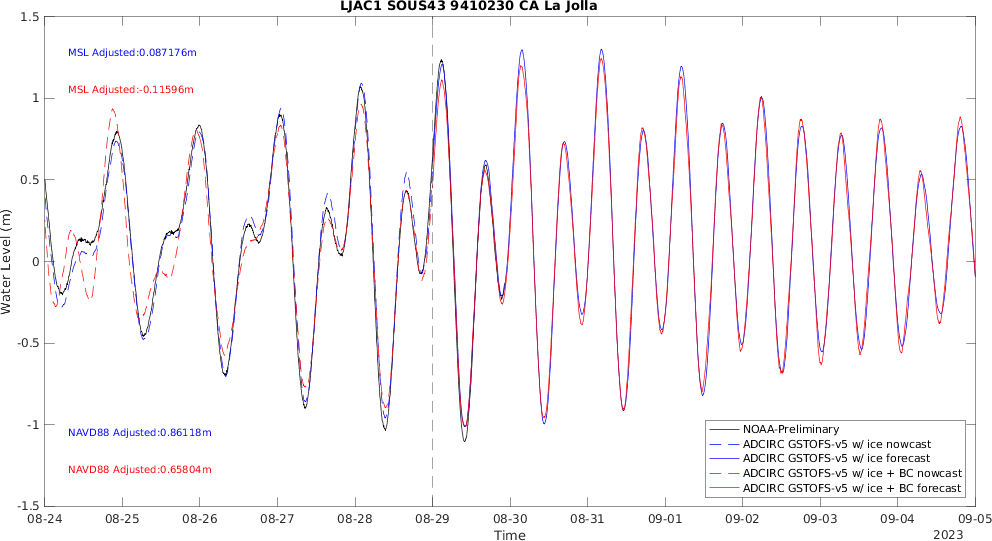 LJAC1 SOUS43 9410230 CA La Jolla
1.5
1
0.5
0
-0.5
-1
-1.5
Water Level (m)
MSL Adjusted:0.087176m
MSL Adjusted:-0.11596m
NAVD88 Adjusted:0.86118m
NAVD88 Adjusted:0.65804m
NOAA-Preliminary
ADCIRC GSTOFS-v5 w/ ice nowcast
ADCIRC GSTOFS-v5 w/ ice forecast
ADCIRC GSTOFS-v5 w/ ice + BC nowcast
ADCIRC GSTOFS-v5 w/ ice + BC forecast
08-24 08-25 08-26 08-27 08-28 08-29 08-30 08-31 09-01 09-02 09-03 09-04 09-05
Time
2023